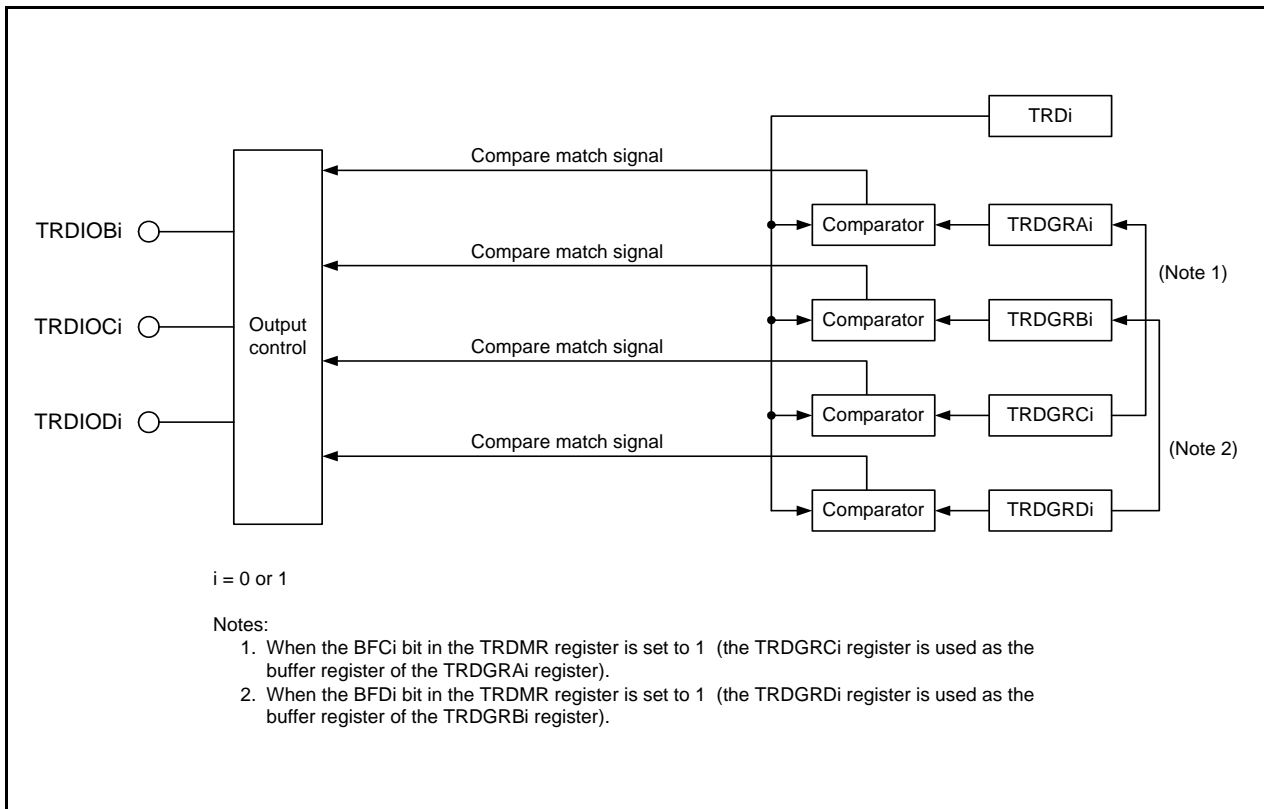 TRDi
Compare match signal
Comparator
TRDGRAi
TRDIOBi
(Note 1)
Compare match signal
Comparator
TRDGRBi
TRDIOCi
Output
control
Compare match signal
Comparator
TRDGRCi
TRDIODi
(Note 2)
Compare match signal
Comparator
TRDGRDi
i = 0 or 1
Notes:
1. When the BFCi bit in the TRDMR register is set to 1 (the TRDGRCi register is used as the
buffer register of the TRDGRAi register).
2. When the BFDi bit in the TRDMR register is set to 1 (the TRDGRDi register is used as the
buffer register of the TRDGRBi register).